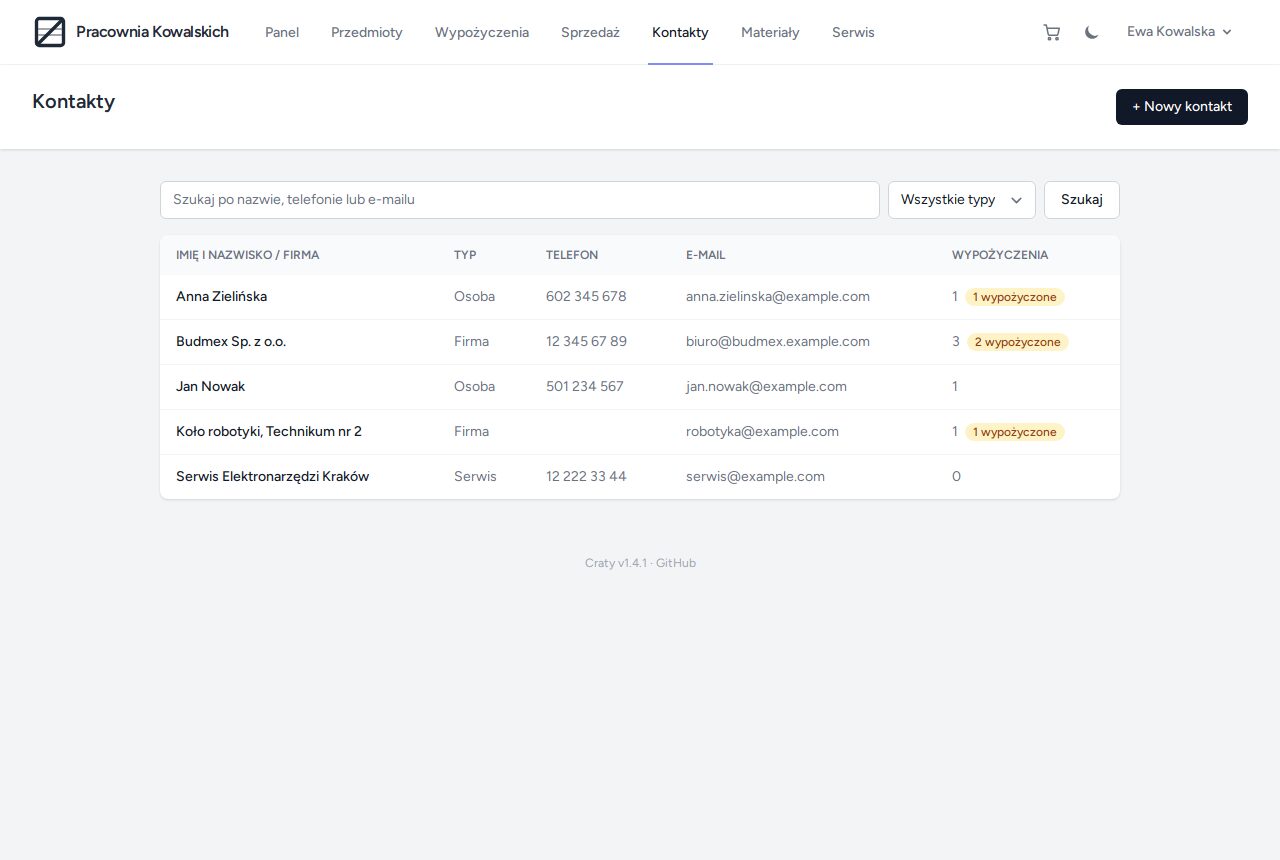 Pracownia Kowalskich Panel Przedmioty Wypożyczenia Sprzedaż Kontakty Materiały Serwis Ewa Kowalska
Kontakty
+ Nowy kontakt
Szukaj po nazwie, telefonie lub e-mailu Wszystkie typy Szukaj
IMIĘ I NAZWISKO / FIRMA TYP TELEFON E-MAIL WYPOŻYCZENIA
Anna Zielińska Osoba 602 345 678 anna.zielinska@example.com 1 1 wypożyczone
Budmex Sp. z o.o. Firma 12 345 67 89 biuro@budmex.example.com 3 2 wypożyczone
Jan Nowak Osoba 501 234 567 jan.nowak@example.com 1
Koło robotyki, Technikum nr 2 Firma robotyka@example.com 1 1 wypożyczone
Serwis Elektronarzędzi Kraków Serwis 12 222 33 44 serwis@example.com 0
Craty v1.4.1 · GitHub